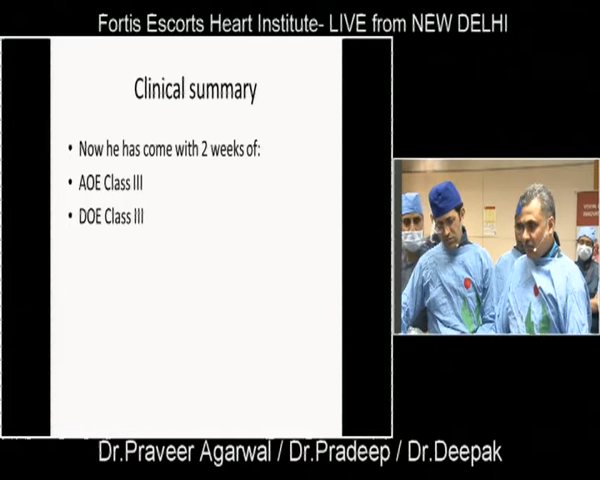 Fortis Escorts Heart Institute- LIVE from NEW DELHI
Clinical summary
• Now he has come with 2 weeks of:
• AOE Class III
• DOE Class III
Dr.Praveer Agarwal / Dr.Pradeep / Dr.Deepak